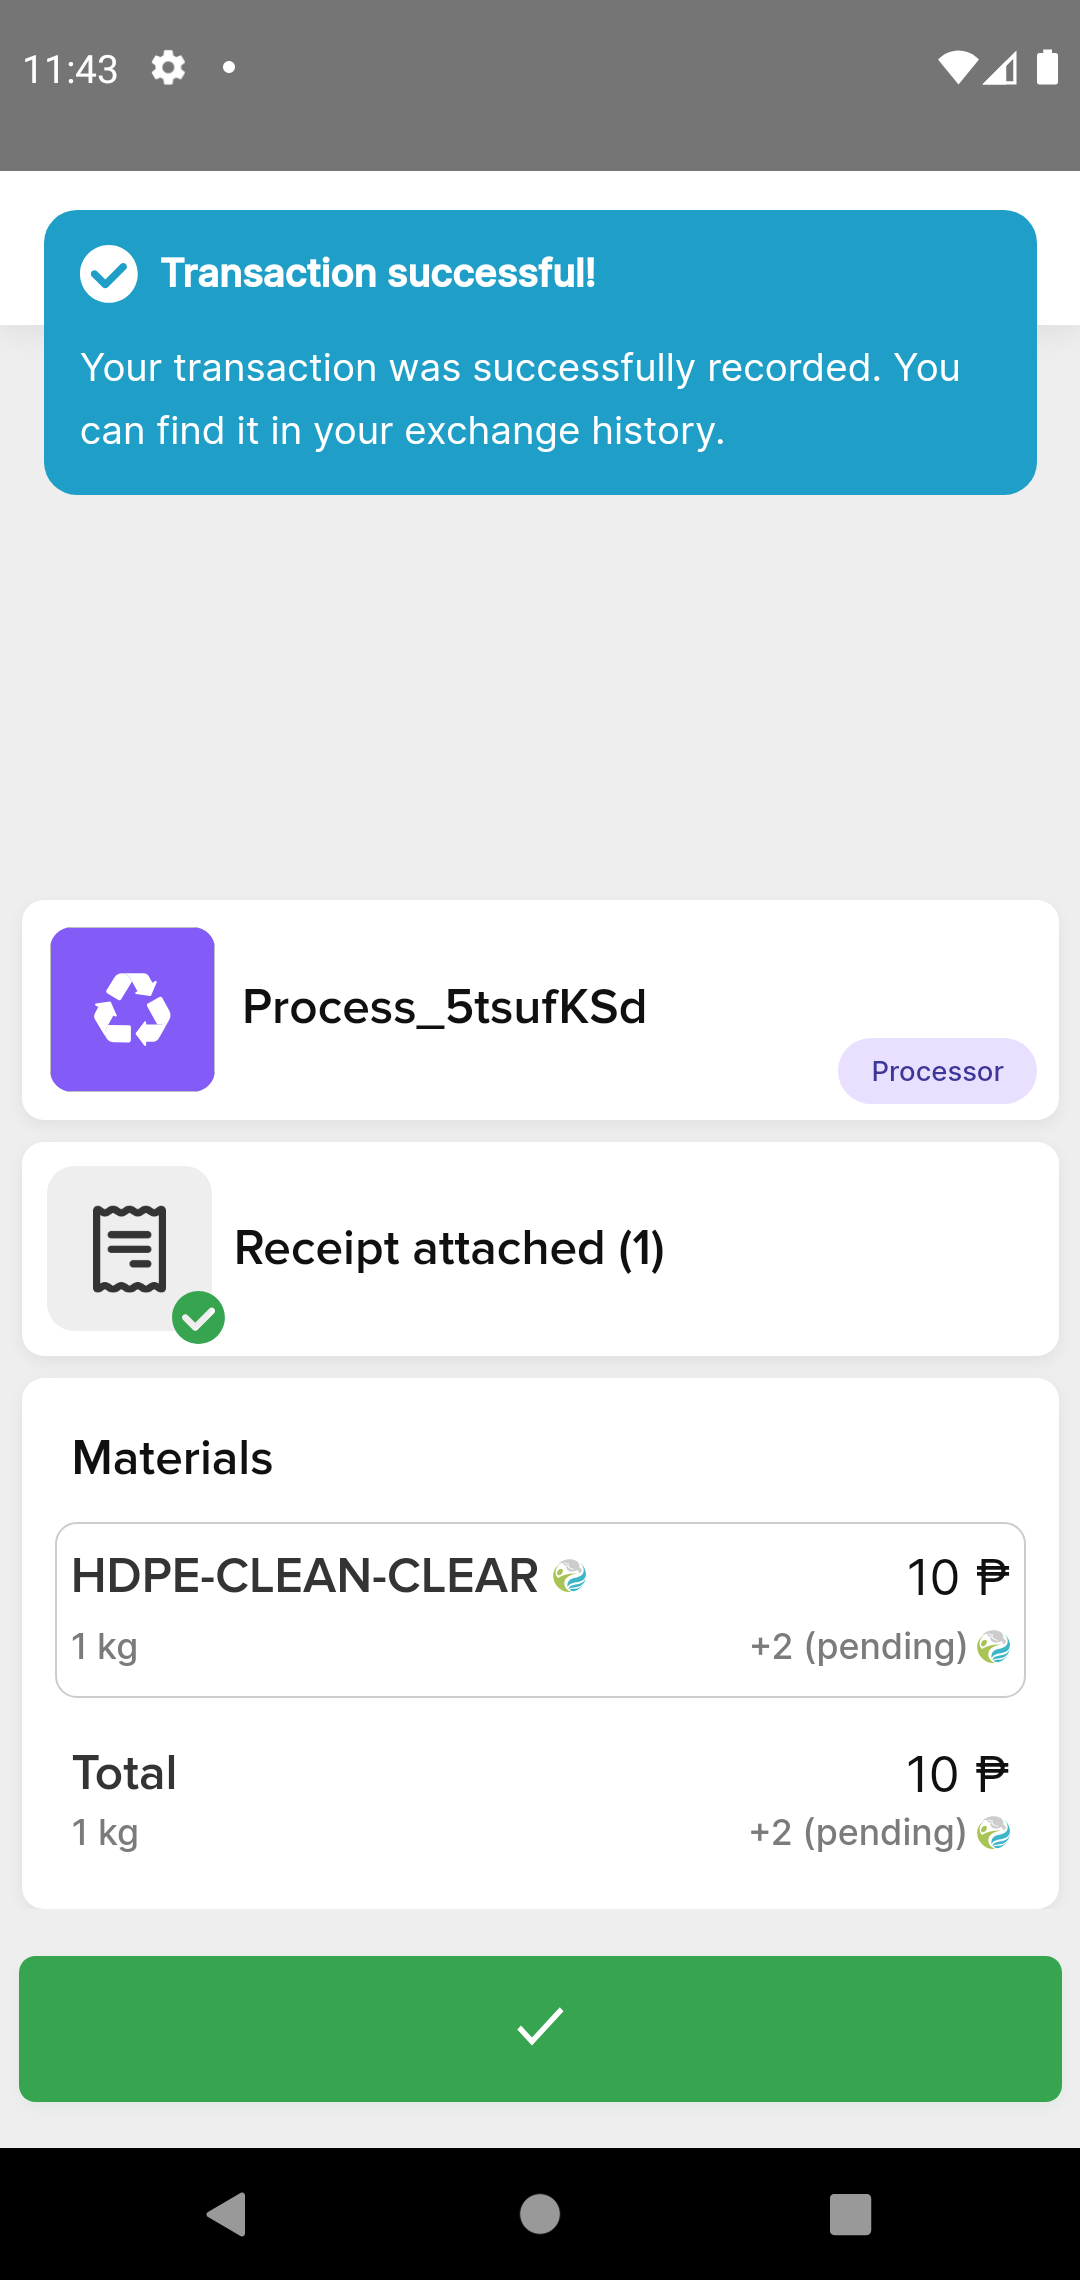 11:43
Transaction successful!
Your transaction was successfully recorded. You
can find it in your exchange history.
Process_5tsufKSd
Processor
Receipt attached (1)
Materials
HDPE-CLEAN-CLEAR 10 ₱
1 kg +2 (pending)
Total 10 ₱
1 kg +2 (pending)